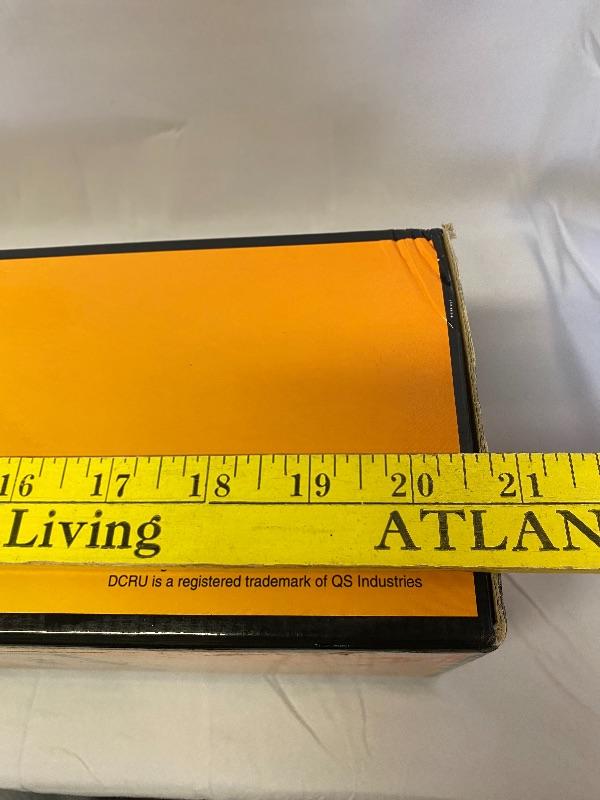 16 17 18 19 20 21
Living ATLAN
DCRU is a registered trademark of QS Industries